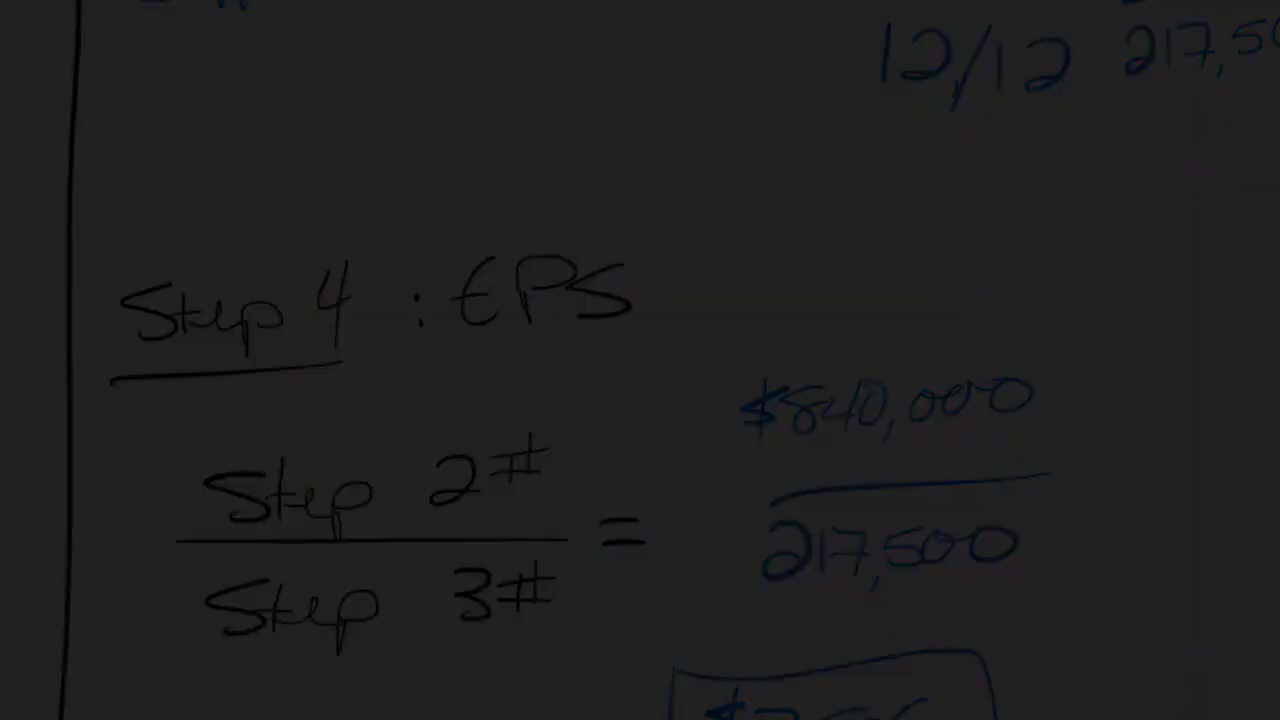 12/12 217,50
Step 4 : EPS
Step 2# = $840,000
Step 3# 217,500